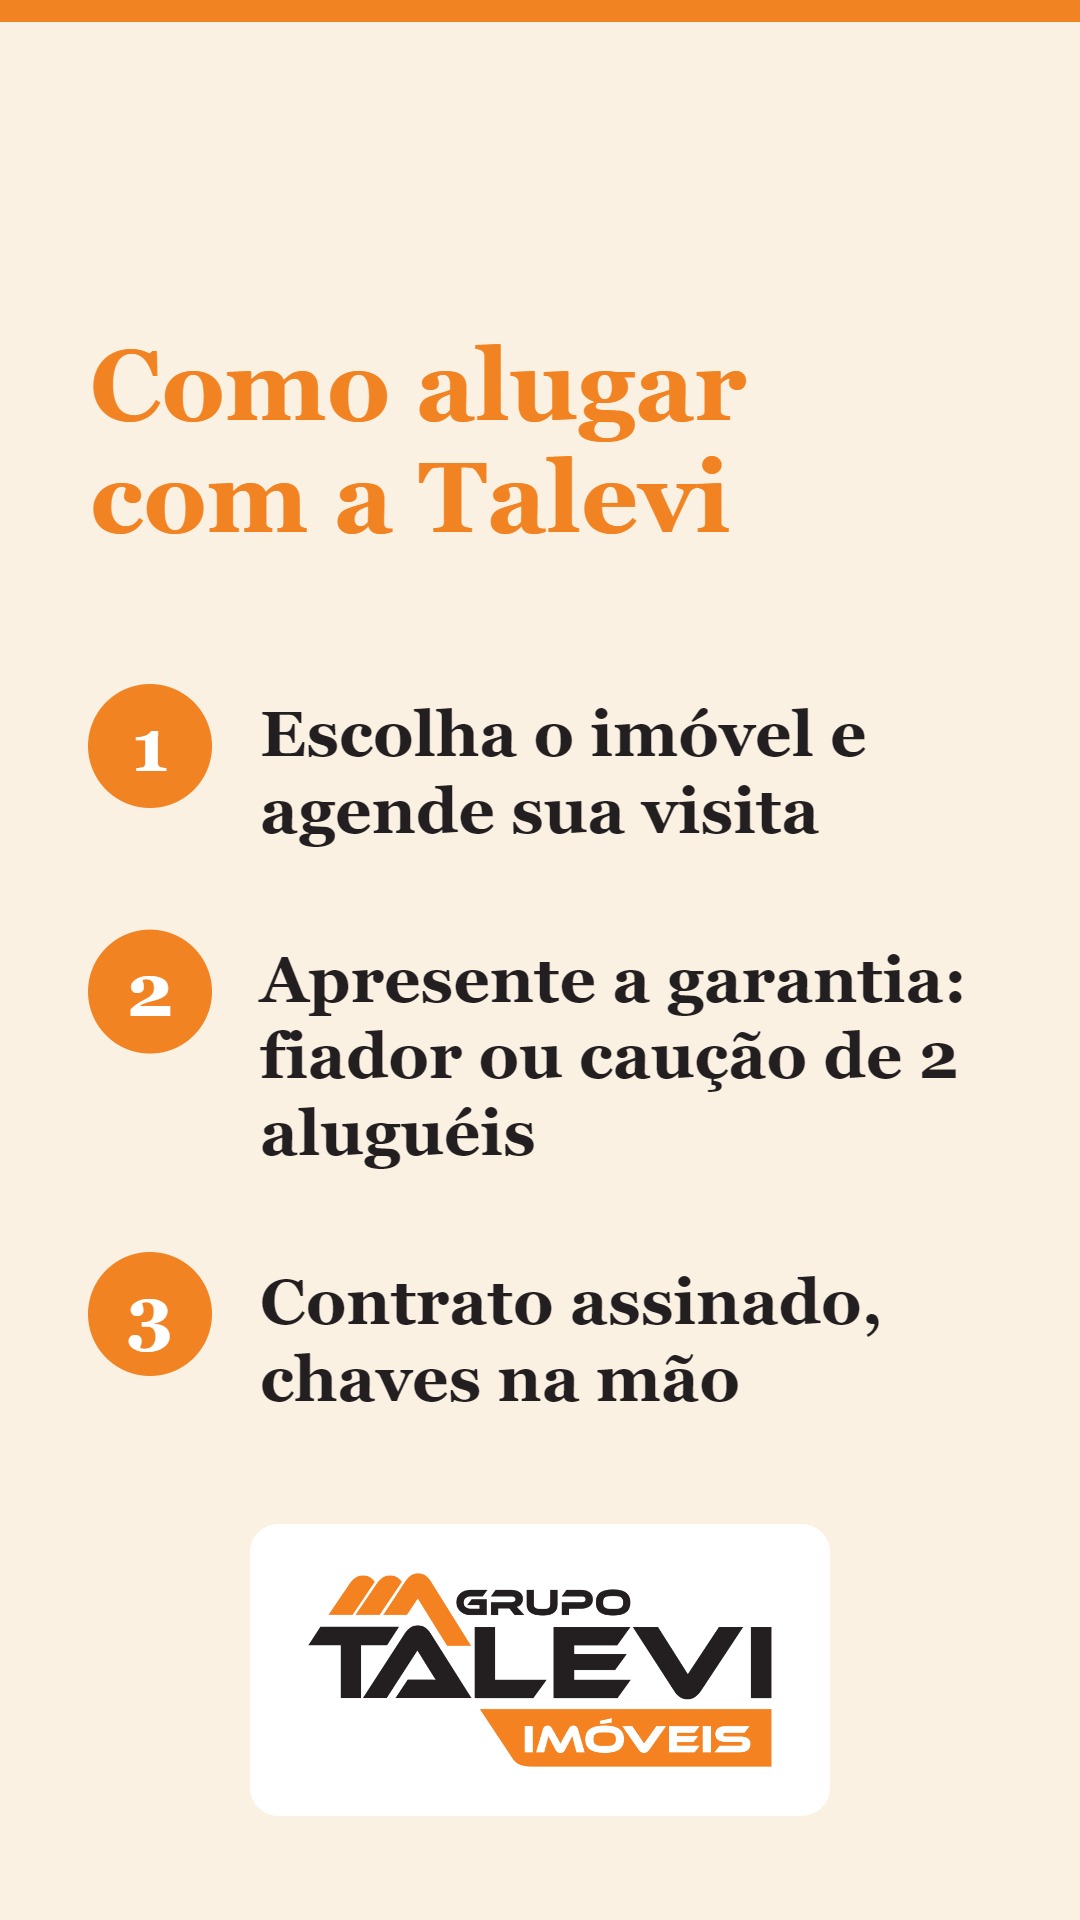 Como alugar
com a Talevi
1
Escolha o imóvel e
agende sua visita
2
Apresente a garantia:
fiador ou caução de 2
aluguéis
3
Contrato assinado,
chaves na mão
GRUPO
TALEVI
IMÓVEIS